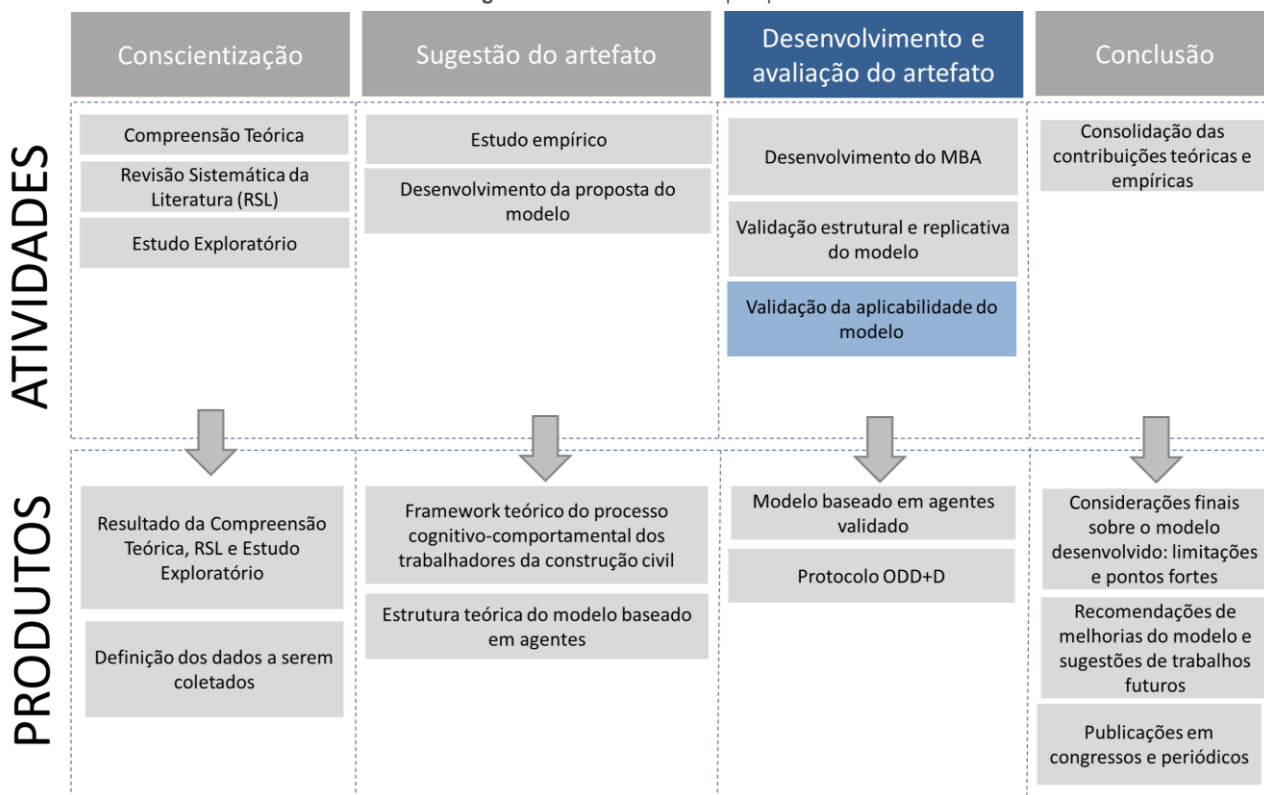 Conscientização
Sugestão do artefato
Desenvolvimento e
avaliação do artefato
Conclusão
ATIVIDADES
Compreensão Teórica
Revisão Sistemática da
Literatura (RSL)
Estudo Exploratório
Estudo empírico
Desenvolvimento da proposta do
modelo
Desenvolvimento do MBA
Validação estrutural e replicativa
do modelo
Validação da aplicabilidade do
modelo
Consolidação das
contribuições teóricas e
empíricas
PRODUTOS
Resultado da Compreensão
Teórica, RSL e Estudo
Exploratório
Definição dos dados a serem
coletados
Framework teórico do processo
cognitivo-comportamental dos
trabalhadores da construção civil
Estrutura teórica do modelo baseado
em agentes
Modelo baseado em agentes
validado
Protocolo ODD+D
Considerações finais
sobre o modelo
desenvolvido: limitações
e pontos fortes
Recomendações de
melhorias do modelo e
sugestões de trabalhos
futuros
Publicações em
congressos e periódicos